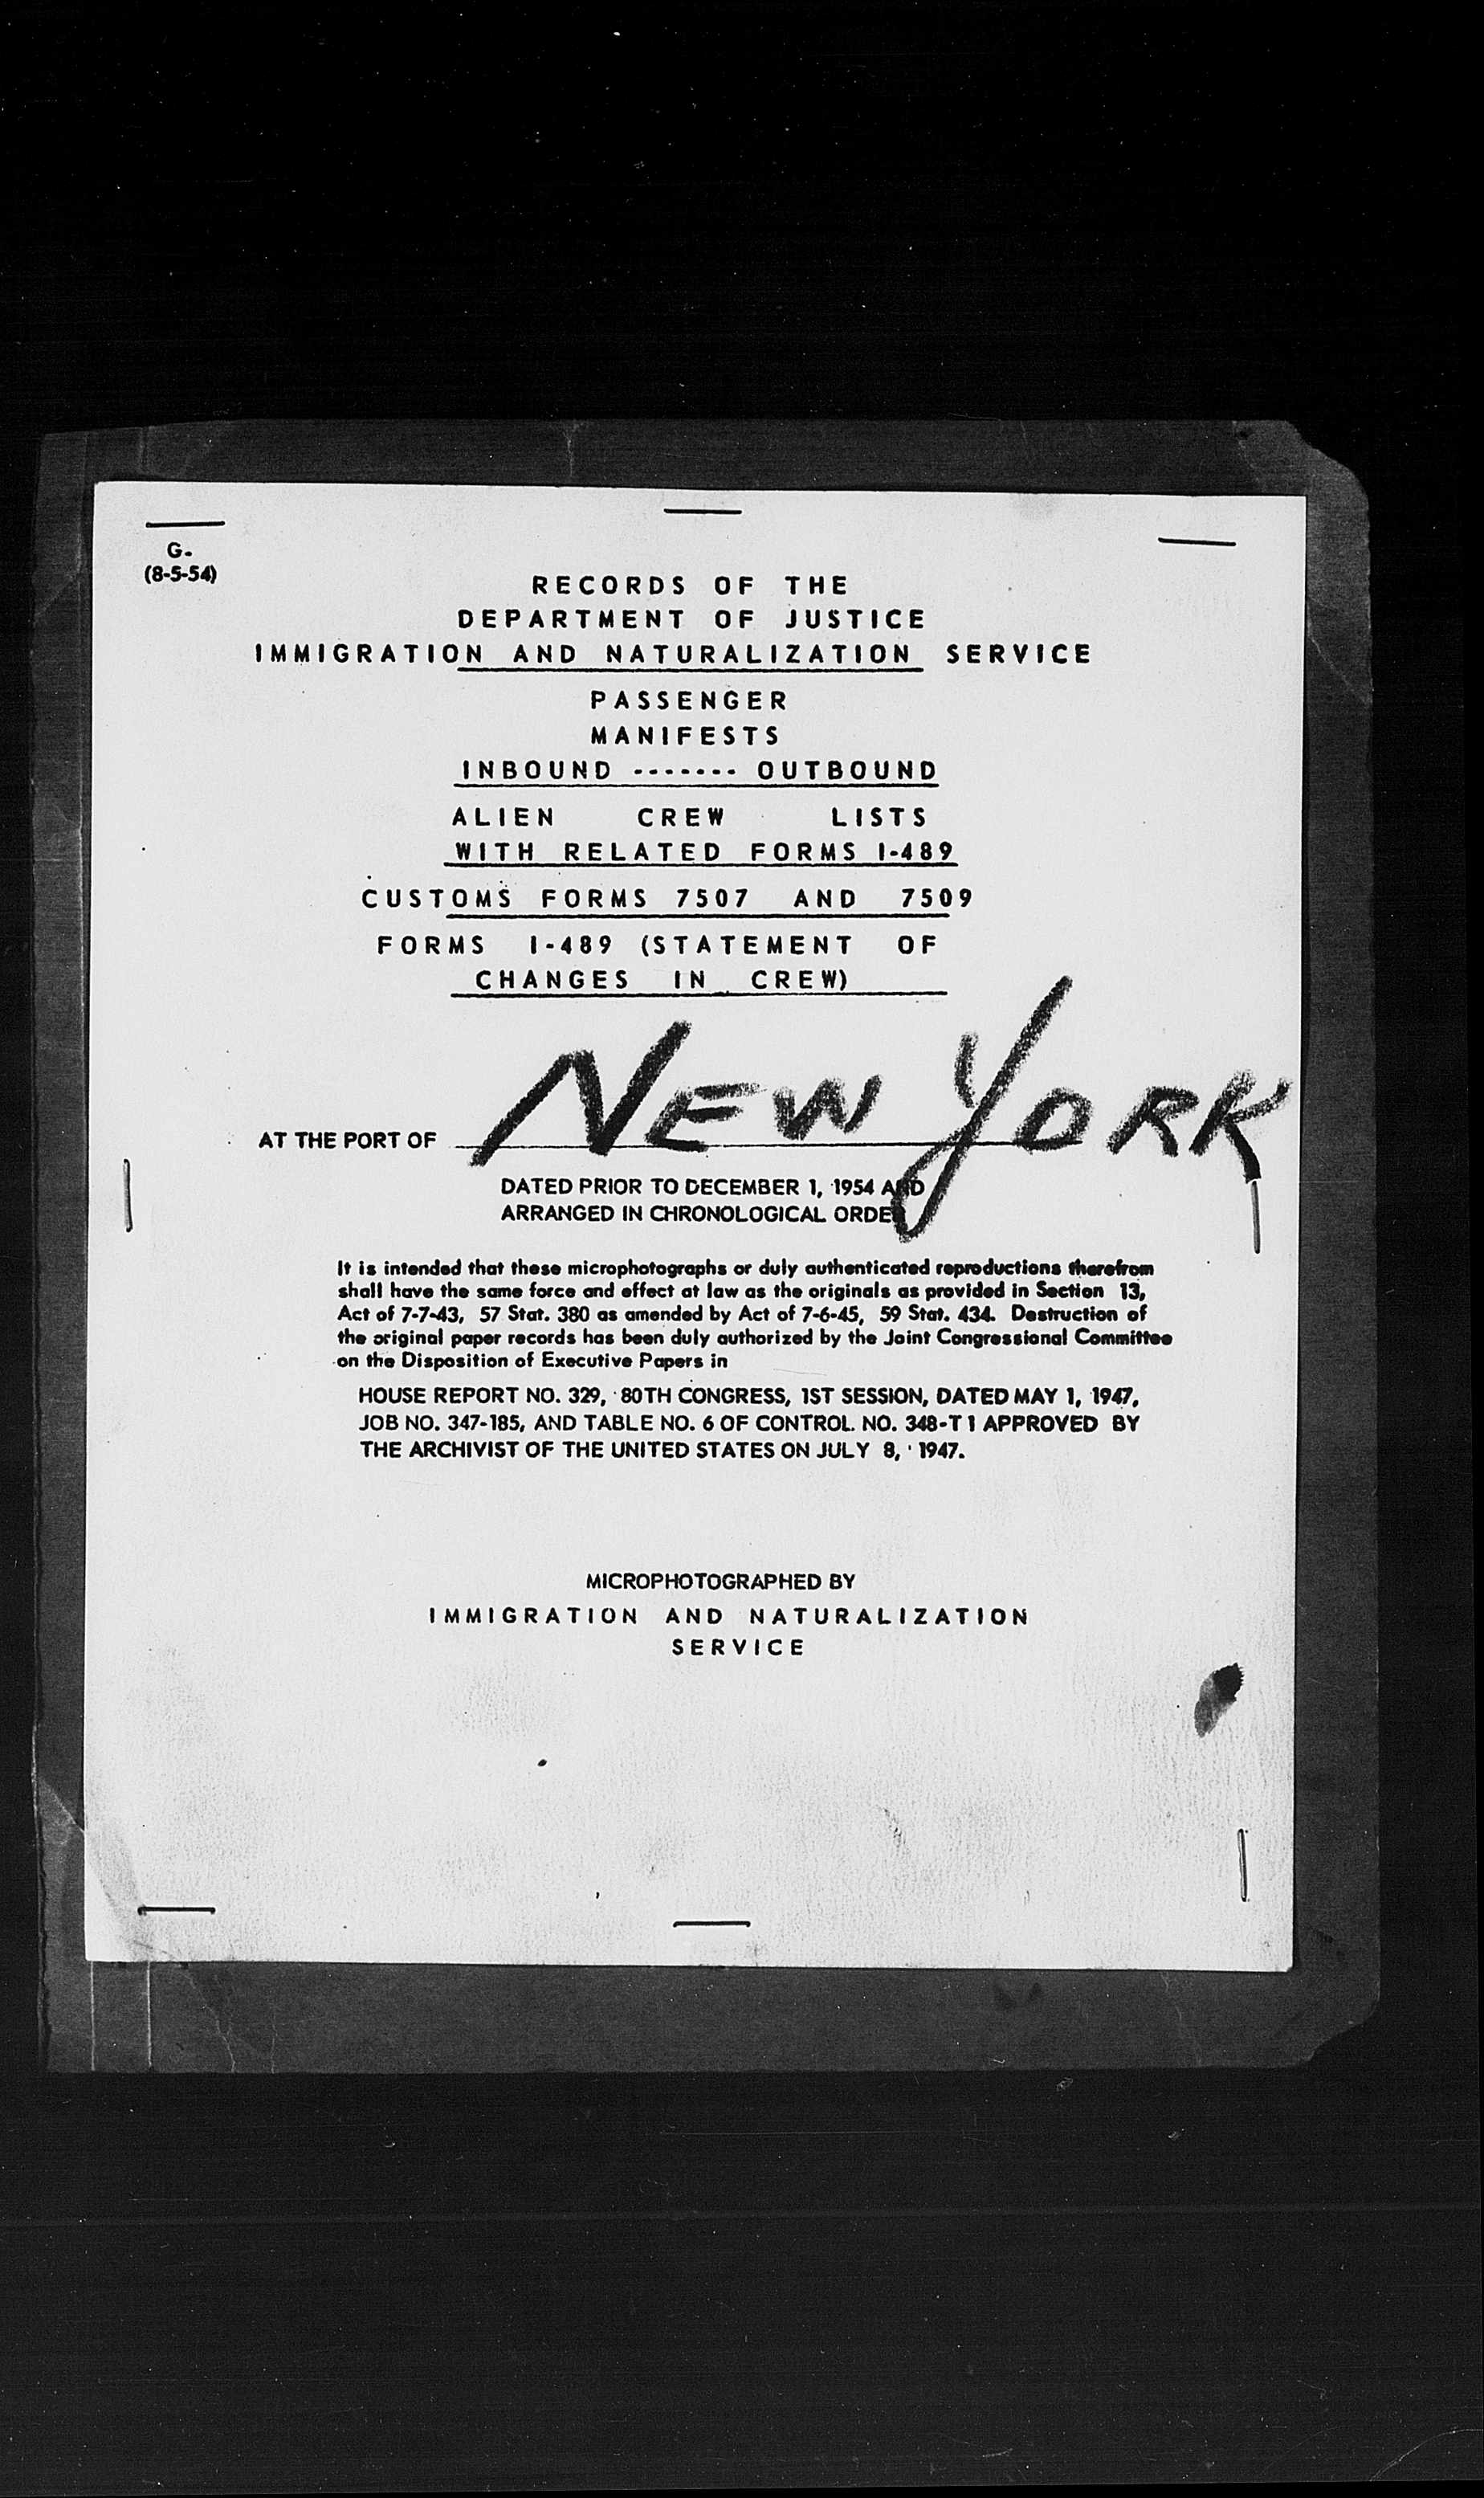 G-
(8-5-54)
RECORDS OF THE
DEPARTMENT OF JUSTICE
IMMIGRATION AND NATURALIZATION SERVICE
PASSENGER
MANIFESTS
INBOUND ------- OUTBOUND
ALIEN CREW LISTS
WITH RELATED FORMS I-489
CUSTOMS FORMS 7507 AND 7509
FORMS I-489 (STATEMENT OF
CHANGES IN CREW)
AT THE PORT OF NEW YORK
DATED PRIOR TO DECEMBER 1, 1954 AND
ARRANGED IN CHRONOLOGICAL ORDER
It is intended that these microphotographs or duly authenticated reproductions therefrom
shall have the same force and effect at law as the originals as provided in Section 13,
Act of 7-7-43, 57 Stat. 380 as amended by Act of 7-6-45, 59 Stat. 434. Destruction of
the original paper records has been duly authorized by the Joint Congressional Committee
on the Disposition of Executive Papers in
HOUSE REPORT NO. 329, 80TH CONGRESS, 1ST SESSION, DATED MAY 1, 1947,
JOB NO. 347-185, AND TABLE NO. 6 OF CONTROL NO. 348-T1 APPROVED BY
THE ARCHIVIST OF THE UNITED STATES ON JULY 8, 1947.
MICROPHOTOGRAPHED BY
IMMIGRATION AND NATURALIZATION
SERVICE